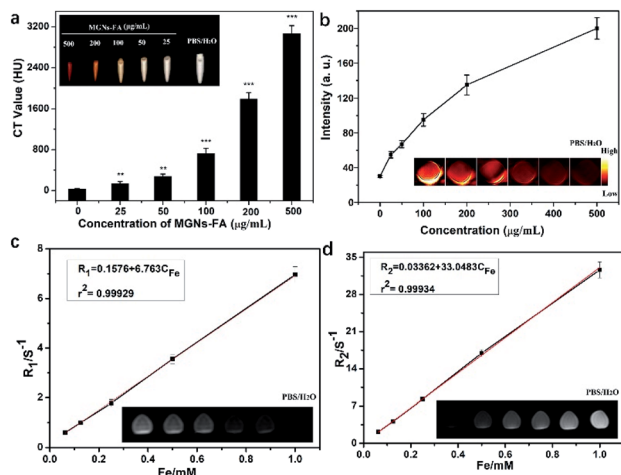 a
MGNs-FA (μg/mL)
500 200 100 50 25 PBS/H2O
CT Value (HU)
3200
2400
1600
800
0
** ** *** *** ***
0 25 50 100 200 500
Concentration of MGNs-FA (μg/mL)
b
Intensity (a. u.)
240
200
160
120
80
40
0
PBS/H2O
High
Low
0 100 200 300 400 500
Concentration (μg/mL)
c
R1=0.1576+6.763CFe
r2= 0.99929
R1/S-1
8
6
4
2
0
PBS/H2O
0.0 0.2 0.4 0.6 0.8 1.0
Fe/mM
d
R2=0.03362+33.0483CFe
r2= 0.99934
R2/S-1
35
28
21
14
7
0
PBS/H2O
0.0 0.2 0.4 0.6 0.8 1.0
Fe/mM